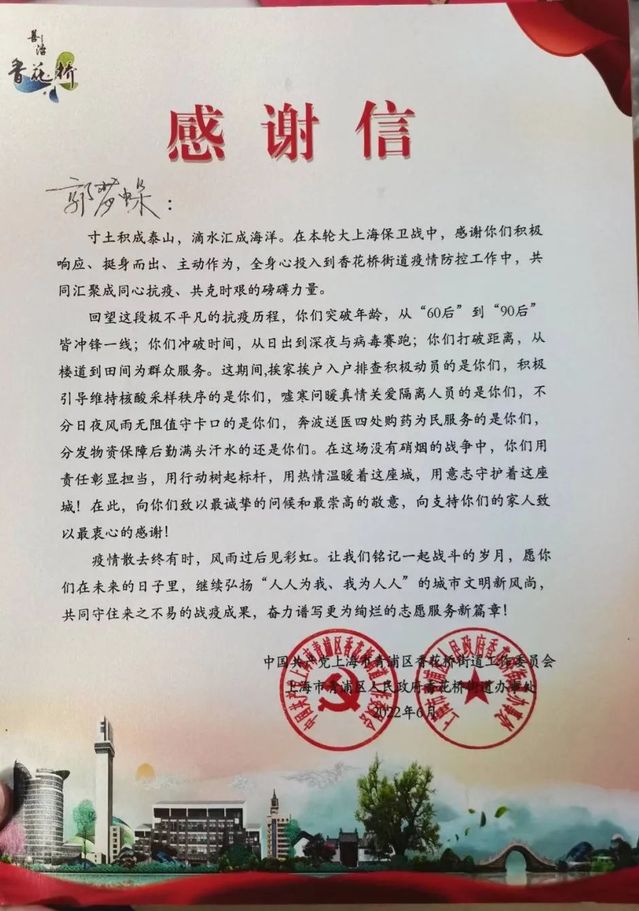 香花桥
感谢信
郭梦蝶：
寸土积成泰山，滴水汇成海洋。在本轮大上海保卫战中，感谢你们积极
响应、挺身而出、主动作为，全身心投入到香花桥街道疫情防控工作中，共
同汇聚成同心抗疫、共克时艰的磅礴力量。
回望这段极不平凡的抗疫历程，你们突破年龄，从“60后”到“90后”
皆冲锋一线；你们冲破时间，从日出到深夜与病毒赛跑；你们打破距离，从
楼道到田间为群众服务。这期间,挨家挨户入户排查积极动员的是你们，积极
引导维持核酸采样秩序的是你们，嘘寒问暖真情关爱隔离人员的是你们，不
分日夜风雨无阻值守卡口的是你们，奔波送医四处购药为民服务的是你们，
分发物资保障后勤满头汗水的还是你们。在这场没有硝烟的战争中，你们用
责任彰显担当，用行动树起标杆，用热情温暖着这座城，用意志守护着这座
城！在此，向你们致以最诚挚的问候和最崇高的敬意，向支持你们的家人致
以最衷心的感谢！
疫情散去终有时，风雨过后见彩虹。让我们铭记一起战斗的岁月，愿你
们在未来的日子里，继续弘扬“人人为我、我为人人”的城市文明新风尚，
共同守住来之不易的战疫成果，奋力谱写更为绚烂的志愿服务新篇章！
中国共产党上海市青浦区香花桥街道工作委员会
上海市青浦区人民政府香花桥街道办事处
2022年6月